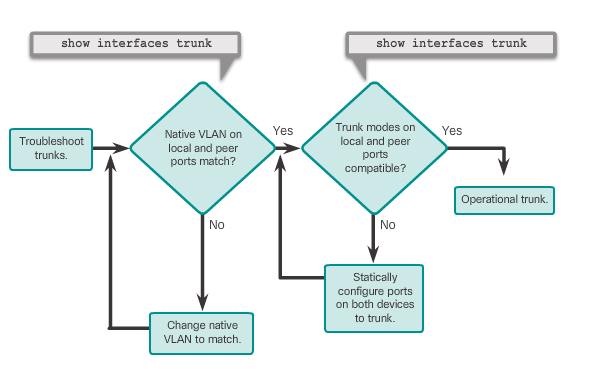 show interfaces trunk
show interfaces trunk
Troubleshoot
trunks.
Native VLAN on
local and peer
ports match?
Yes
No
Change native
VLAN to match.
Trunk modes on
local and peer
ports
compatible?
Yes
No
Statically
configure ports
on both devices
to trunk.
Operational trunk.